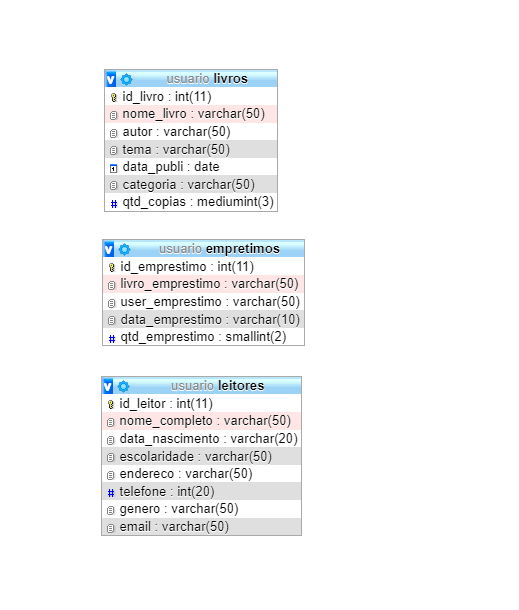 v usuario livros
id_livro : int(11)
nome_livro : varchar(50)
autor : varchar(50)
tema : varchar(50)
data_publi : date
categoria : varchar(50)
# qtd_copias : mediumint(3)
v usuario empretimos
id_emprestimo : int(11)
livro_emprestimo : varchar(50)
user_emprestimo : varchar(50)
data_emprestimo : varchar(10)
# qtd_emprestimo : smallint(2)
v usuario leitores
id_leitor : int(11)
nome_completo : varchar(50)
data_nascimento : varchar(20)
escolaridade : varchar(50)
endereco : varchar(50)
# telefone : int(20)
genero : varchar(50)
email : varchar(50)